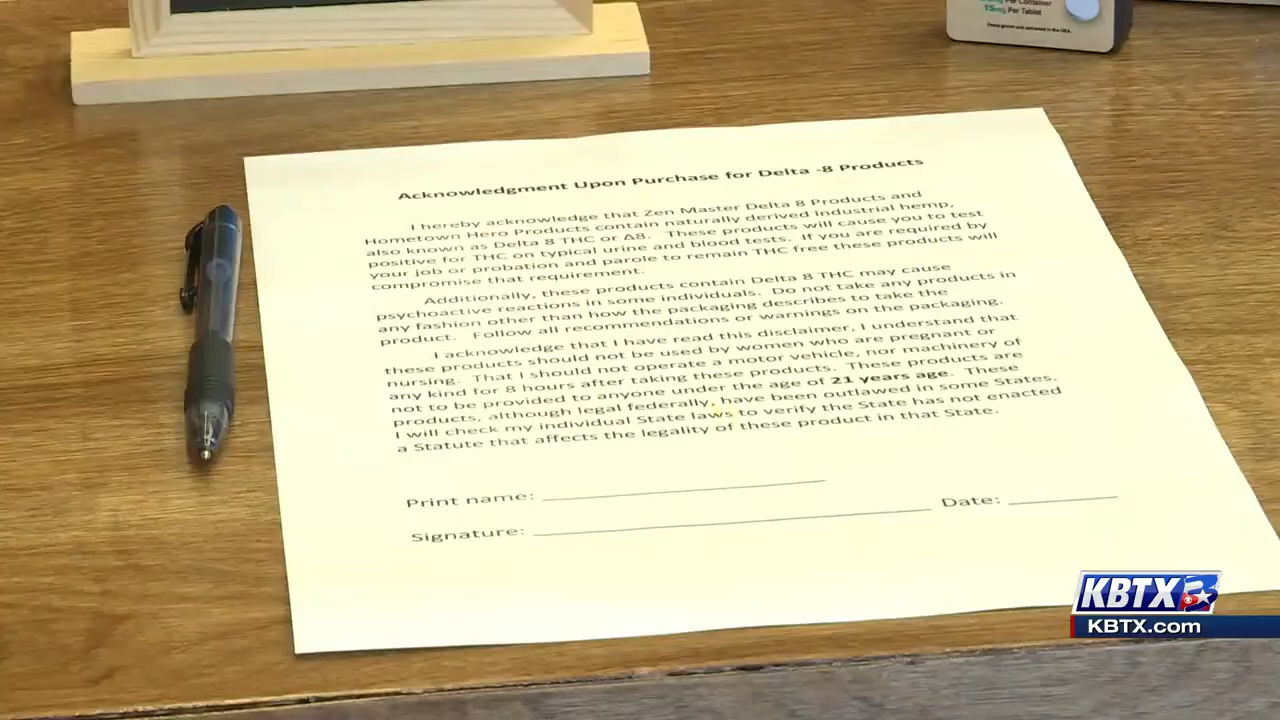 Per Container
15mg Per Tablet
Acknowledgment Upon Purchase for Delta -8 Products
I hereby acknowledge that Zen Master Delta 8 Products and
Hometown Hero Products contain naturally derived industrial hemp,
also known as Delta 8 THC or Δ8. These products will cause you to test
positive for THC on typical urine and blood tests. If you are required by
your job or probation and parole to remain THC free these products will
compromise that requirement.
Additionally, these products contain Delta 8 THC may cause
psychoactive reactions in some individuals. Do not take any products in
any fashion other than how the packaging describes to take the
product. Follow all recommendations or warnings on the packaging.
I acknowledge that I have read this disclaimer, I understand that
these products should not be used by women who are pregnant or
nursing. That I should not operate a motor vehicle, nor machinery of
any kind for 8 hours after taking these products. These products are
not to be provided to anyone under the age of 21 years age. These
products, although legal federally, have been outlawed in some States.
I will check my individual State laws to verify the State has not enacted
a Statute that affects the legality of these product in that State.
Print name:
Signature: Date:
KBTX 3
KBTX.com